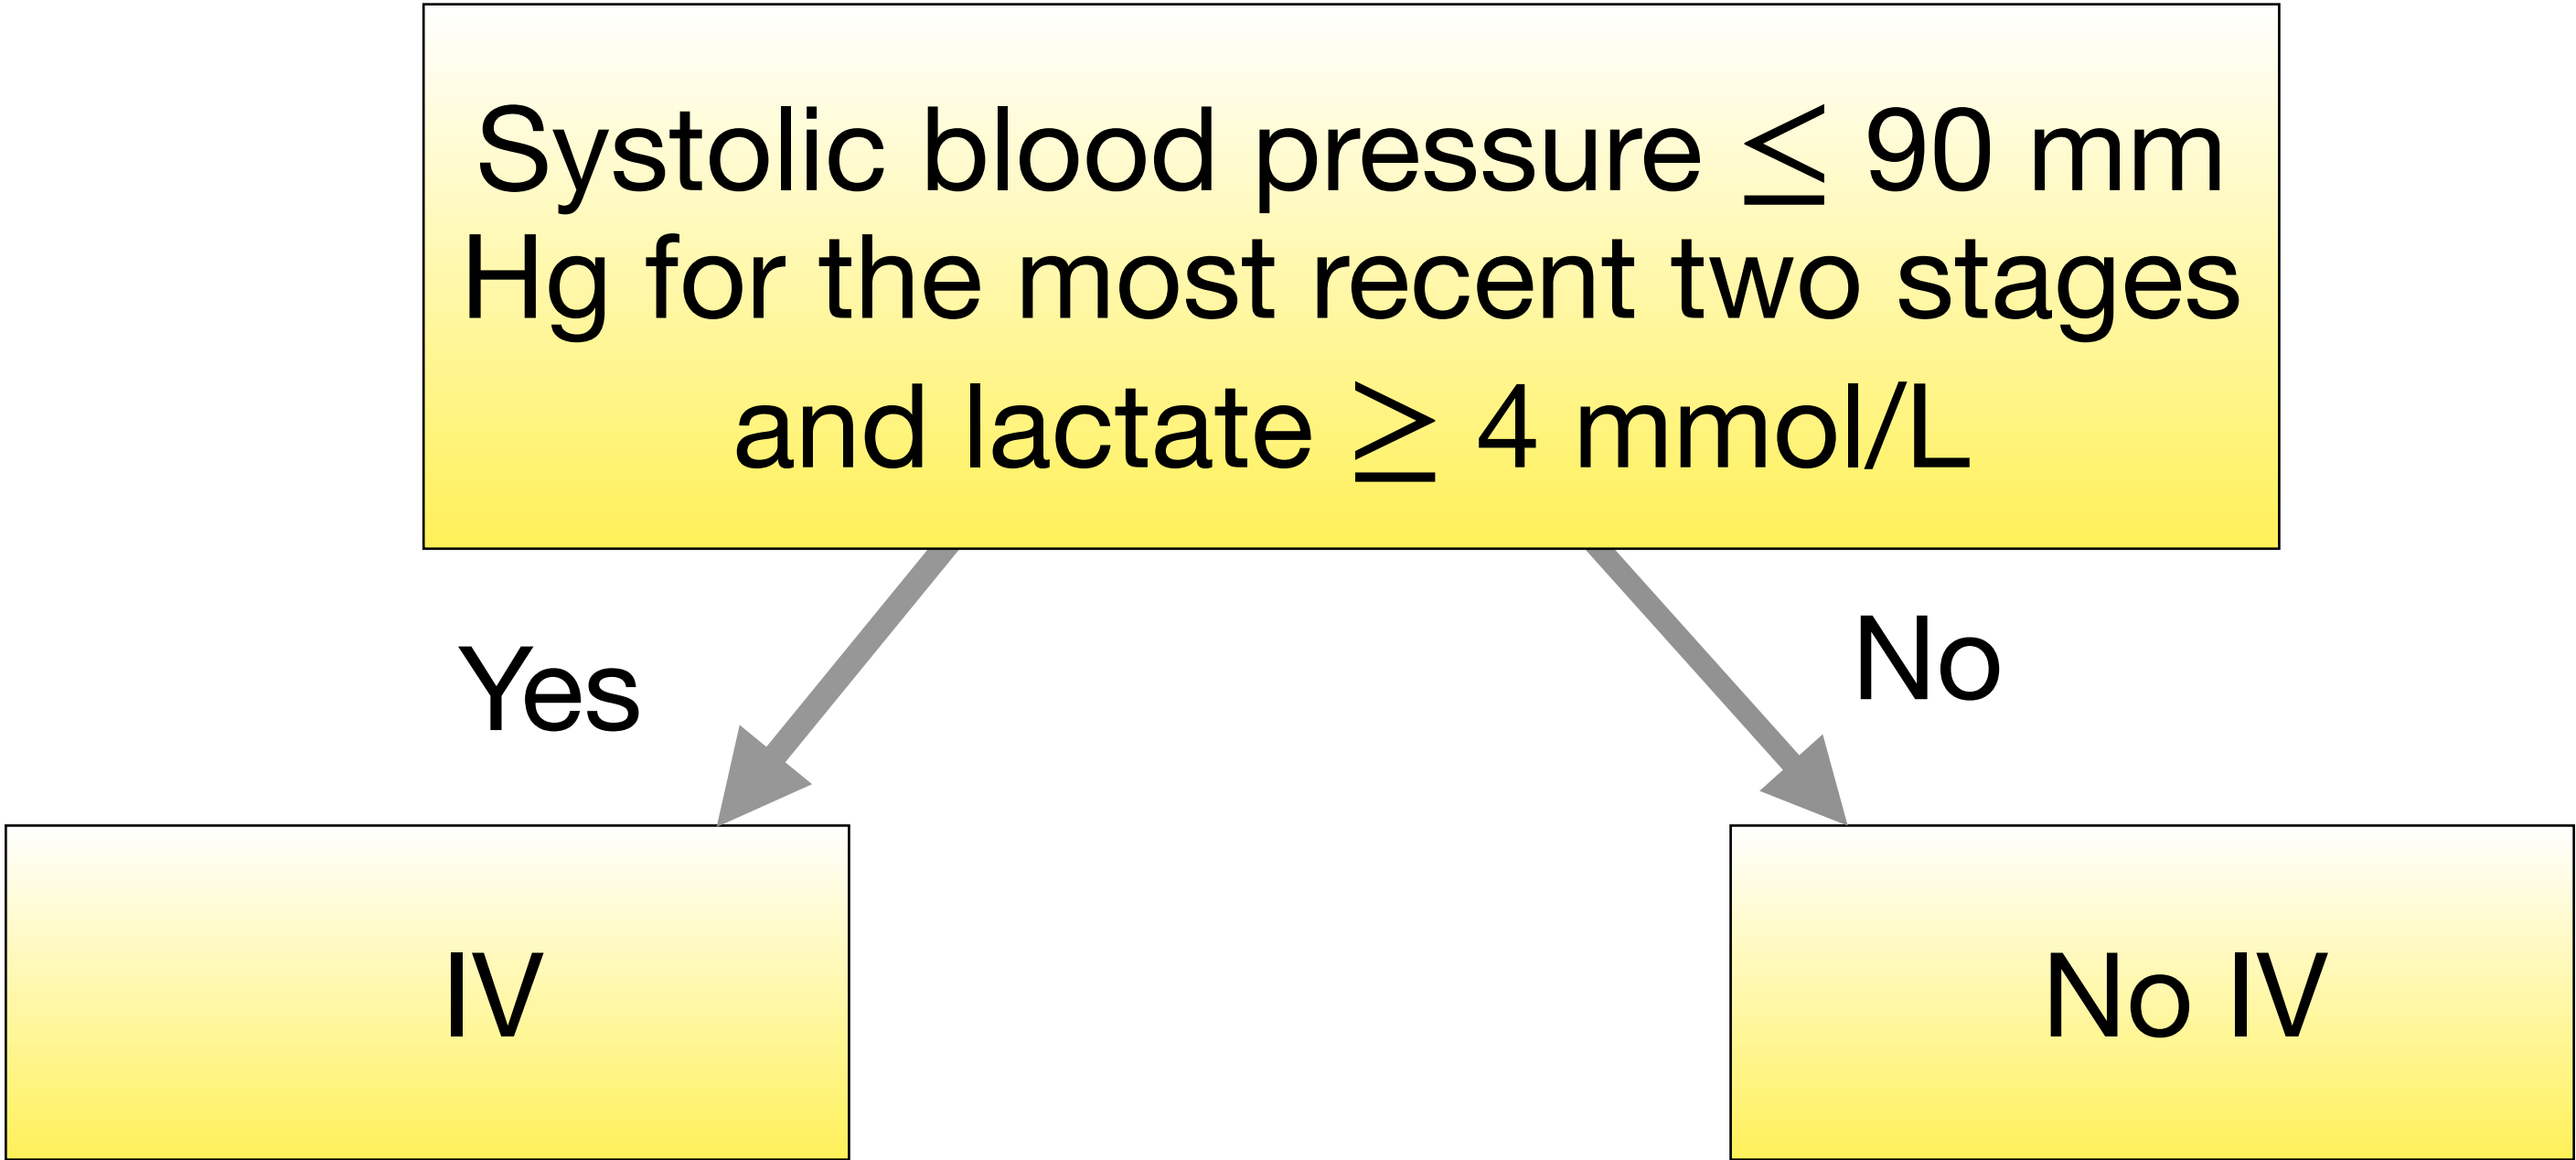 Systolic blood pressure ≤ 90 mm
Hg for the most recent two stages
and lactate ≥ 4 mmol/L
Yes
No
IV
No IV